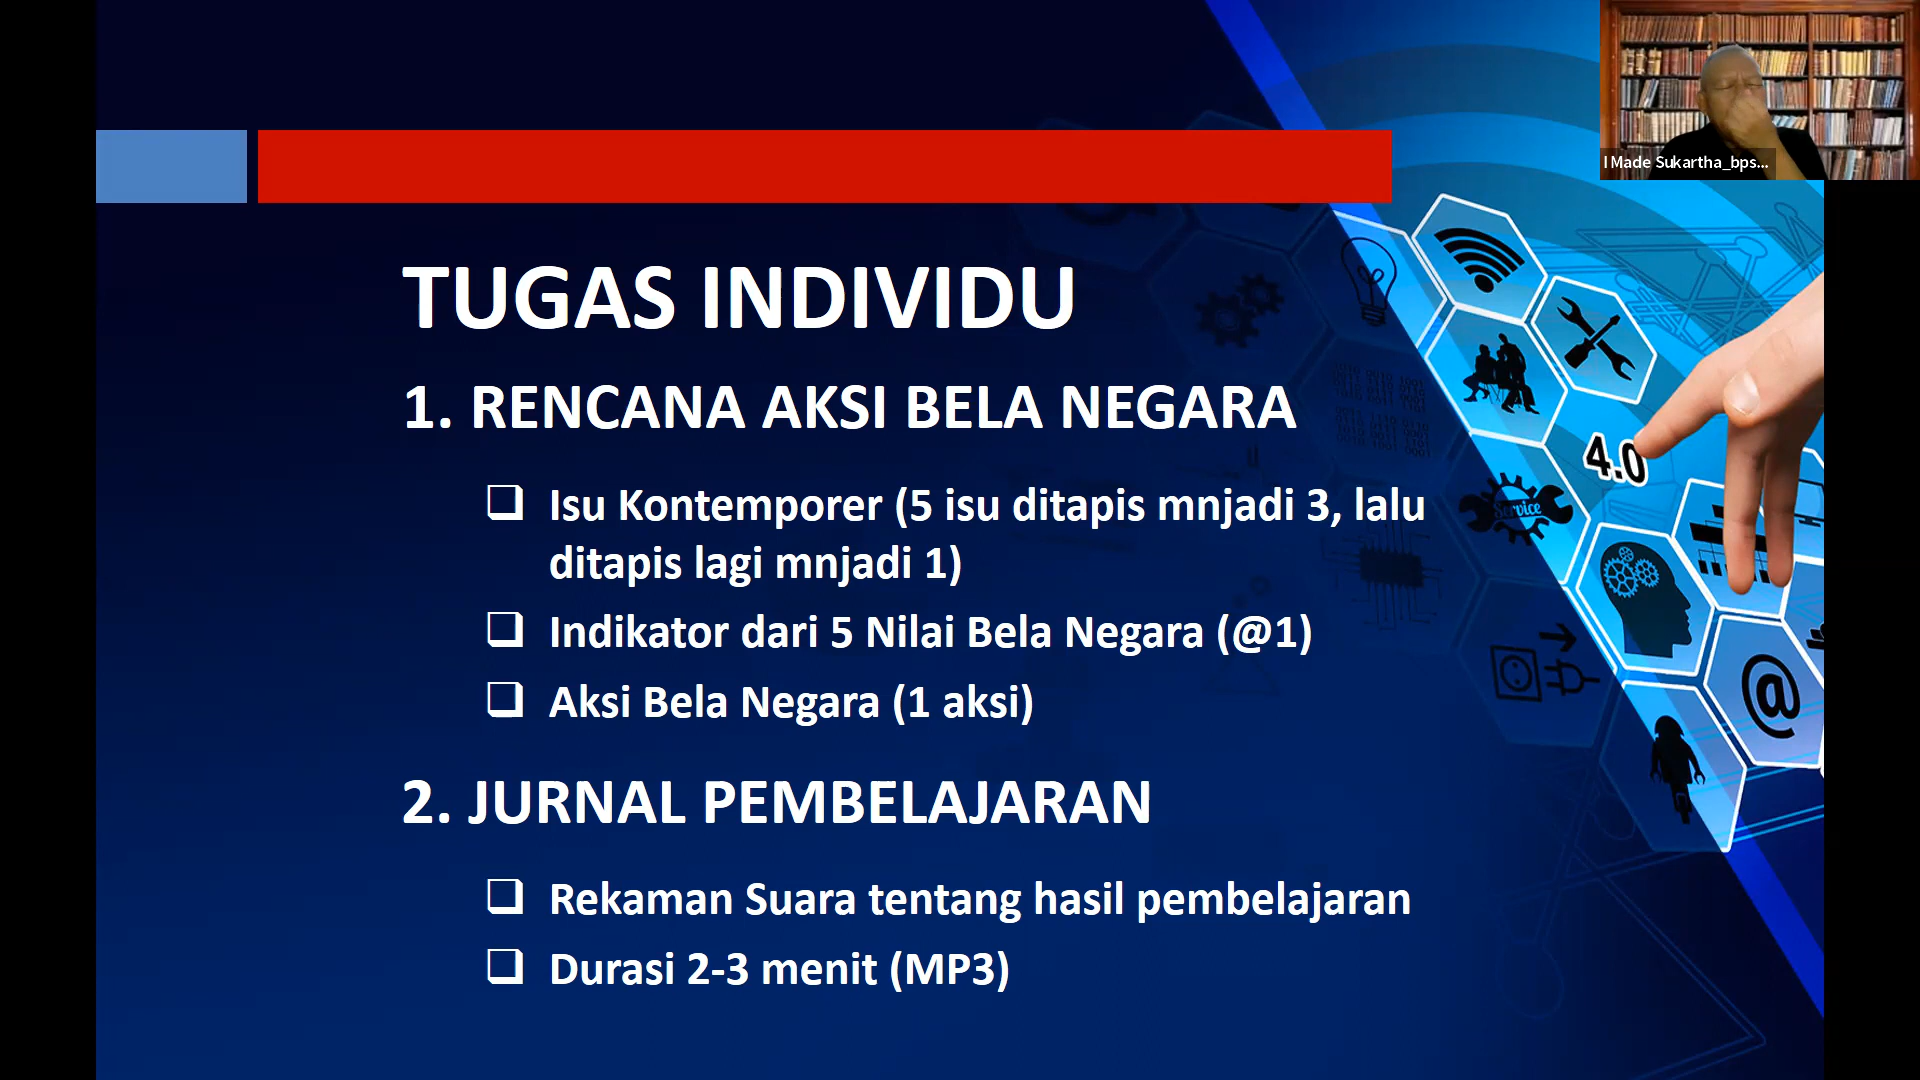 I Made Sukartha_bps...
TUGAS INDIVIDU
1. RENCANA AKSI BELA NEGARA
❑ Isu Kontemporer (5 isu ditapis mnjadi 3, lalu
ditapis lagi mnjadi 1)
❑ Indikator dari 5 Nilai Bela Negara (@1)
❑ Aksi Bela Negara (1 aksi)
2. JURNAL PEMBELAJARAN
❑ Rekaman Suara tentang hasil pembelajaran
❑ Durasi 2-3 menit (MP3)
4.0
Service
@